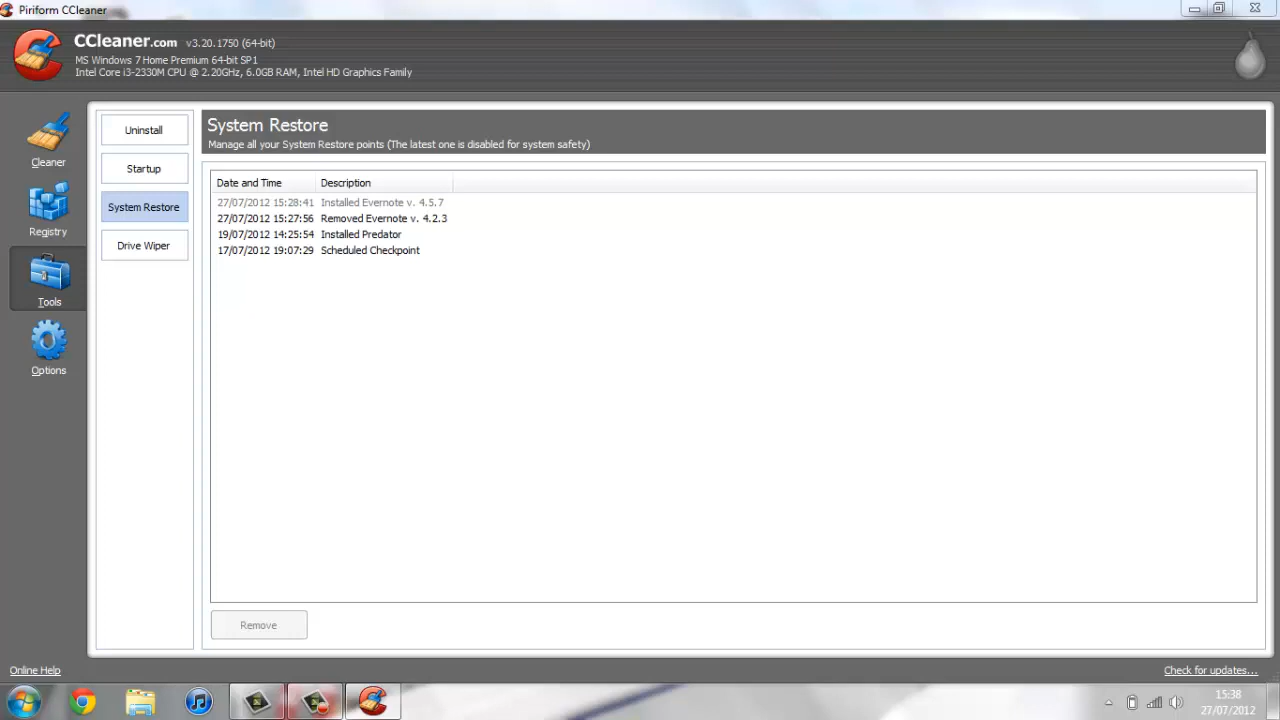 Piriform CCleaner
CCleaner.com v3.20.1750 (64-bit)
MS Windows 7 Home Premium 64-bit SP1
Intel Core i3-2330M CPU @ 2.20GHz, 6.0GB RAM, Intel HD Graphics Family
Cleaner
Registry
Tools
Options
Uninstall
Startup
System Restore
Drive Wiper
System Restore
Manage all your System Restore points (The latest one is disabled for system safety)
Date and Time Description
27/07/2012 15:28:41 Installed Evernote v. 4.5.7
27/07/2012 15:27:56 Removed Evernote v. 4.2.3
19/07/2012 14:25:54 Installed Predator
17/07/2012 19:07:29 Scheduled Checkpoint
Remove
Online Help
Check for updates...
15:38
27/07/2012